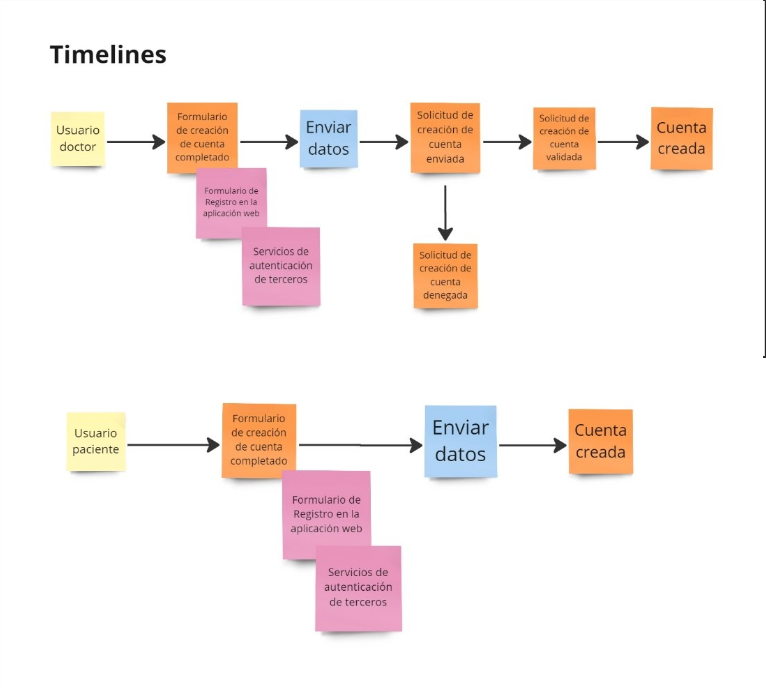 Timelines
Usuario
doctor
Formulario
de creación
de cuenta
completado
Enviar
datos
Solicitud de
creación de
cuenta
enviada
Solicitud de
creación de
cuenta
validada
Cuenta
creada
Formulario de
Registro en la
aplicación web
Servicios de
autenticación
de terceros
Solicitud de
creación de
cuenta
denegada
Usuario
paciente
Formulario
de creación
de cuenta
completado
Enviar
datos
Cuenta
creada
Formulario de
Registro en la
aplicación web
Servicios de
autenticación
de terceros